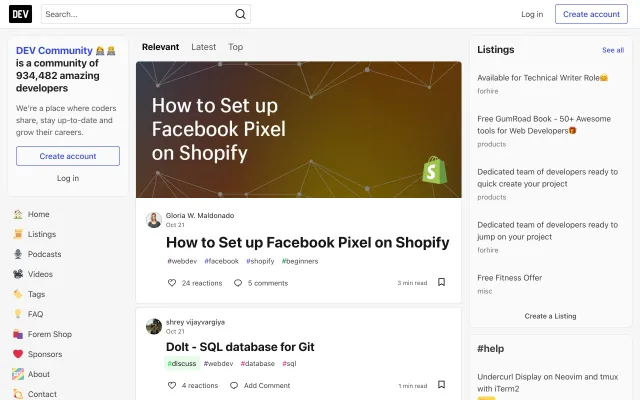 DEV
Search...
Log in
Create account
DEV Community
is a community of
934,482 amazing
developers
We're a place where coders
share, stay up-to-date and
grow their careers.
Create account
Log in
Home
Listings
Podcasts
Videos
Tags
FAQ
Forem Shop
Sponsors
About
Contact
Relevant
Latest
Top
How to Set up
Facebook Pixel
on Shopify
Gloria W. Maldonado
Oct 21
How to Set up Facebook Pixel on Shopify
#webdev #facebook #shopify #beginners
24 reactions
5 comments
3 min read
shrey vijayvargiya
Oct 21
Dolt - SQL database for Git
#discuss #webdev #database #sql
4 reactions
Add Comment
1 min read
Listings
See all
Available for Technical Writer Role
forhire
Free GumRoad Book - 50+ Awesome
tools for Web Developers
products
Dedicated team of developers ready to
quick create your project
products
Dedicated team of developers ready to
jump on your project
forhire
Free Fitness Offer
misc
Create a Listing
#help
Undercurl Display on Neovim and tmux
with iTerm2